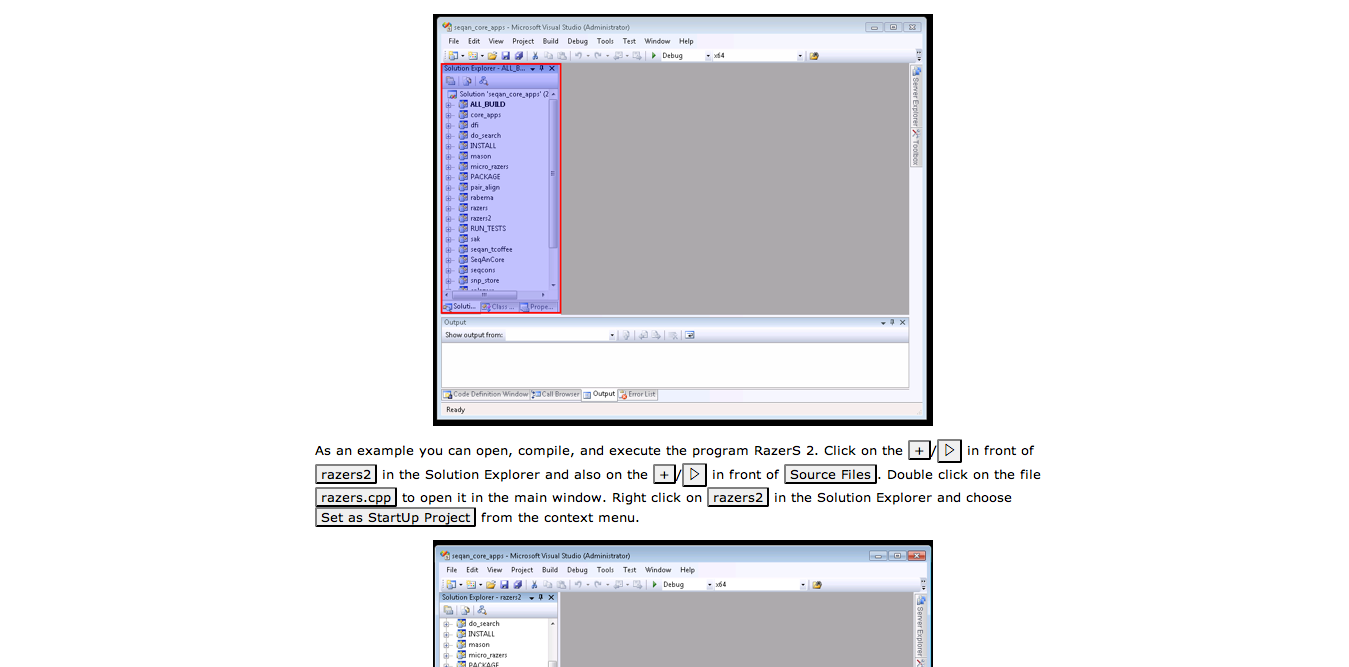 seqan_core_apps - Microsoft Visual Studio (Administrator)
File Edit View Project Build Debug Tools Test Window Help
Debug x64
Solution Explorer - ALL_B...
Solution 'seqan_core_apps' (2
ALL_BUILD
core_apps
dfi
do_search
INSTALL
mason
micro_razers
PACKAGE
pair_align
rabema
razers
razers2
RUN_TESTS
sak
seqan_tcoffee
SeqAnCore
seqcons
snp_store
Soluti... Class ... Prope...
Server Explorer
Toolbox
Output
Show output from:
Code Definition Window Call Browser Output Error List
Ready
As an example you can open, compile, and execute the program RazerS 2. Click on the +/▷ in front of
razers2 in the Solution Explorer and also on the +/▷ in front of Source Files. Double click on the file
razers.cpp to open it in the main window. Right click on razers2 in the Solution Explorer and choose
Set as StartUp Project from the context menu.
seqan_core_apps - Microsoft Visual Studio (Administrator)
File Edit View Project Build Debug Tools Test Window Help
Debug x64
Solution Explorer - razers2
do_search
INSTALL
mason
micro_razers
PACKAGE
Server Explorer